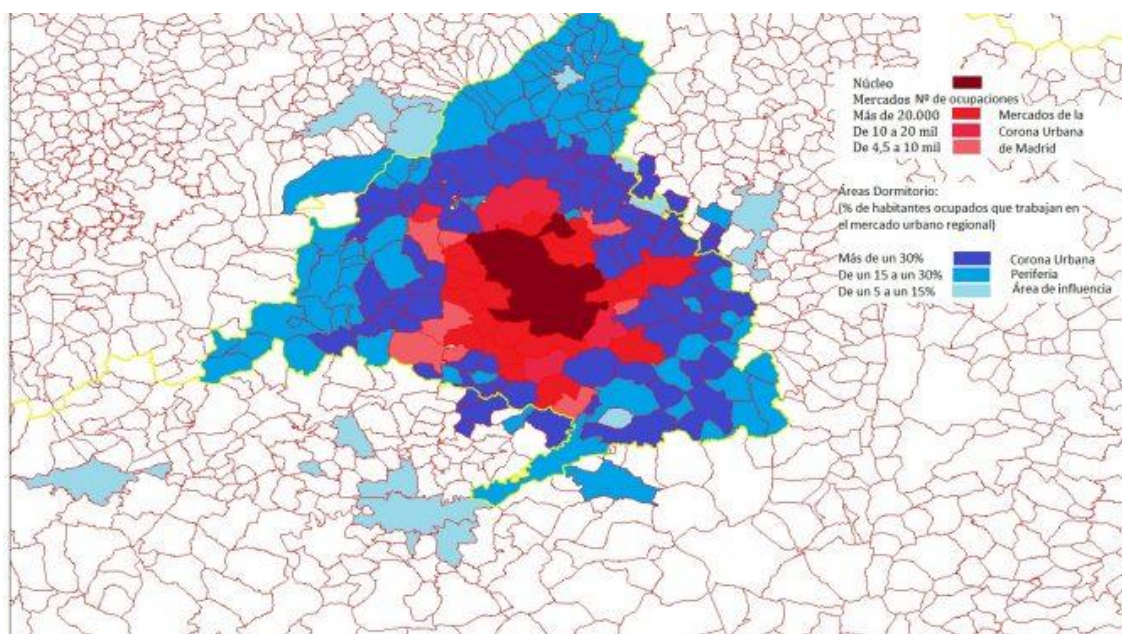 Núcleo
Mercados Nº de ocupaciones
Más de 20.000 Mercados de la
De 10 a 20 mil Corona Urbana
De 4,5 a 10 mil de Madrid
Áreas Dormitorio:
(% de habitantes ocupados que trabajan en
el mercado urbano regional)
Más de un 30% Corona Urbana
De un 15 a un 30% Periferia
De un 5 a un 15% Área de influencia